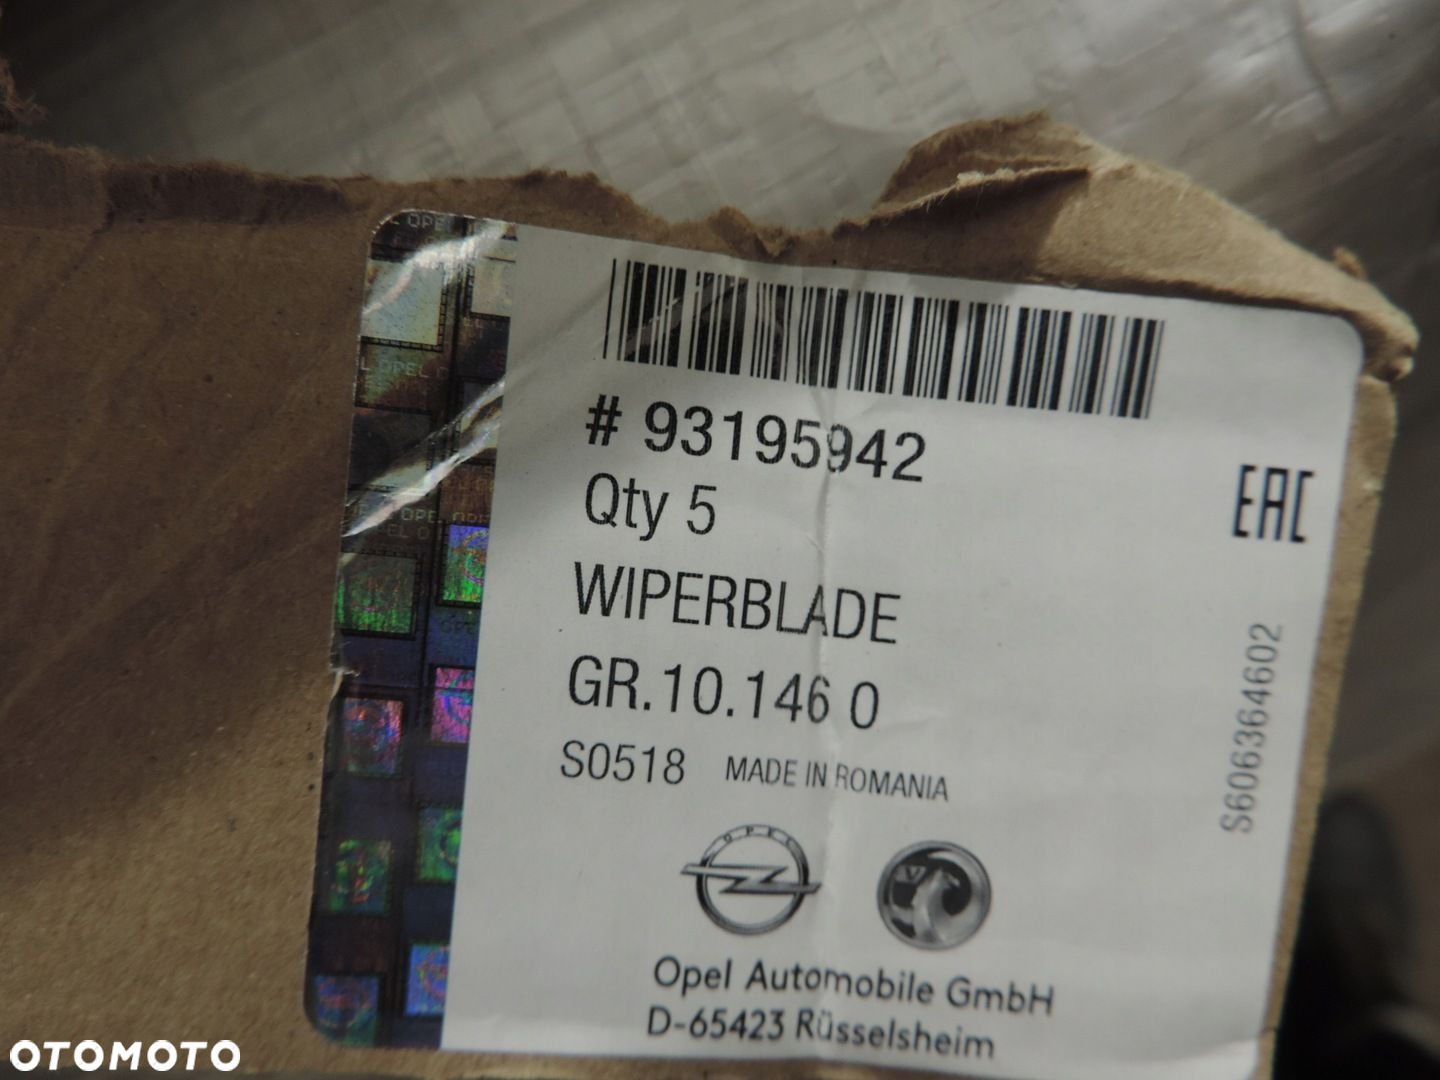 # 93195942
Qty 5
WIPERBLADE
GR.10.146 0
S0518 MADE IN ROMANIA
EAC
S606364602
OPEL
V
Opel Automobile GmbH
D-65423 Rüsselsheim
OTOMOTO